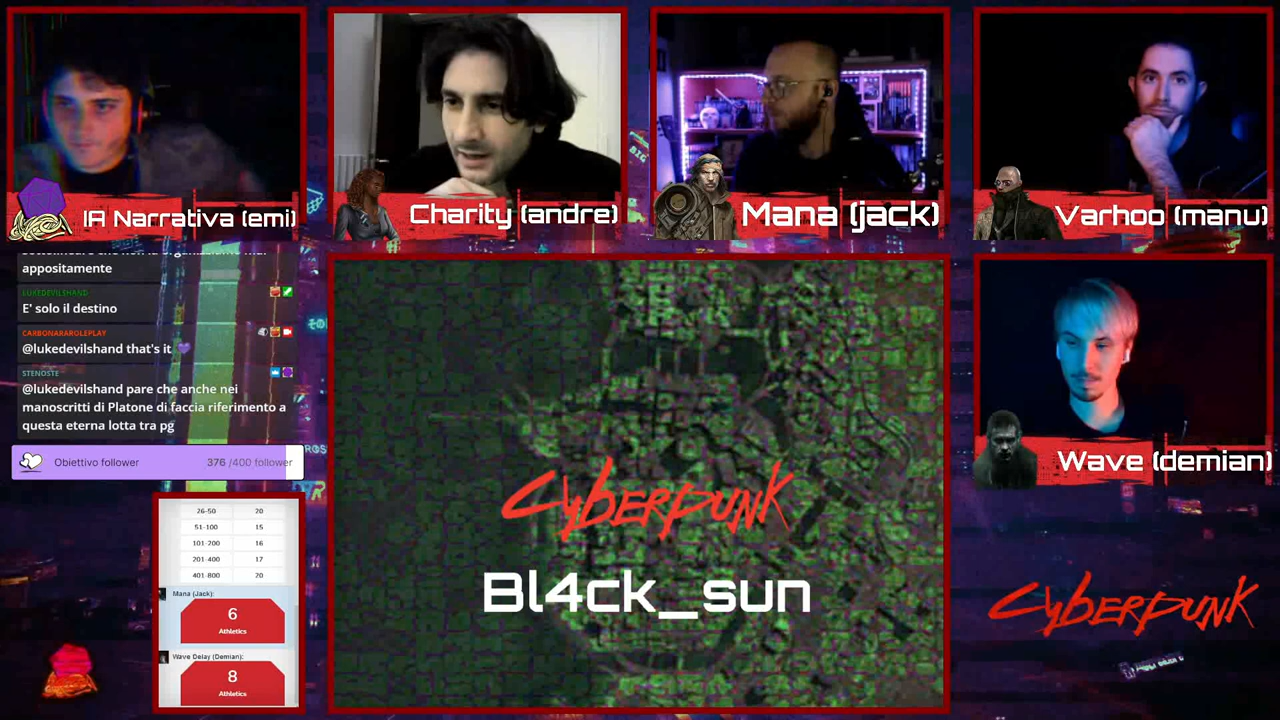 IA Narrativa (emi)
Charity (andre)
Mana (jack)
Varhoo (manu)
appositamente
LUKEDEVILSHAND
E' solo il destino
CARBONARAROLEPLAY
@lukedevilshand that's it
STENOSTE
@lukedevilshand pare che anche nei
manoscritti di Platone di faccia riferimento a
questa eterna lotta tra pg
Obiettivo follower 376 /400 follower
26-50 20
51-100 15
101-200 16
201-400 17
401-800 20
Mana (Jack):
6
Athletics
Wave Delay (Demian):
8
Athletics
CYBERPUNK
Bl4ck_sun
Wave (demian)
CYBERPUNK